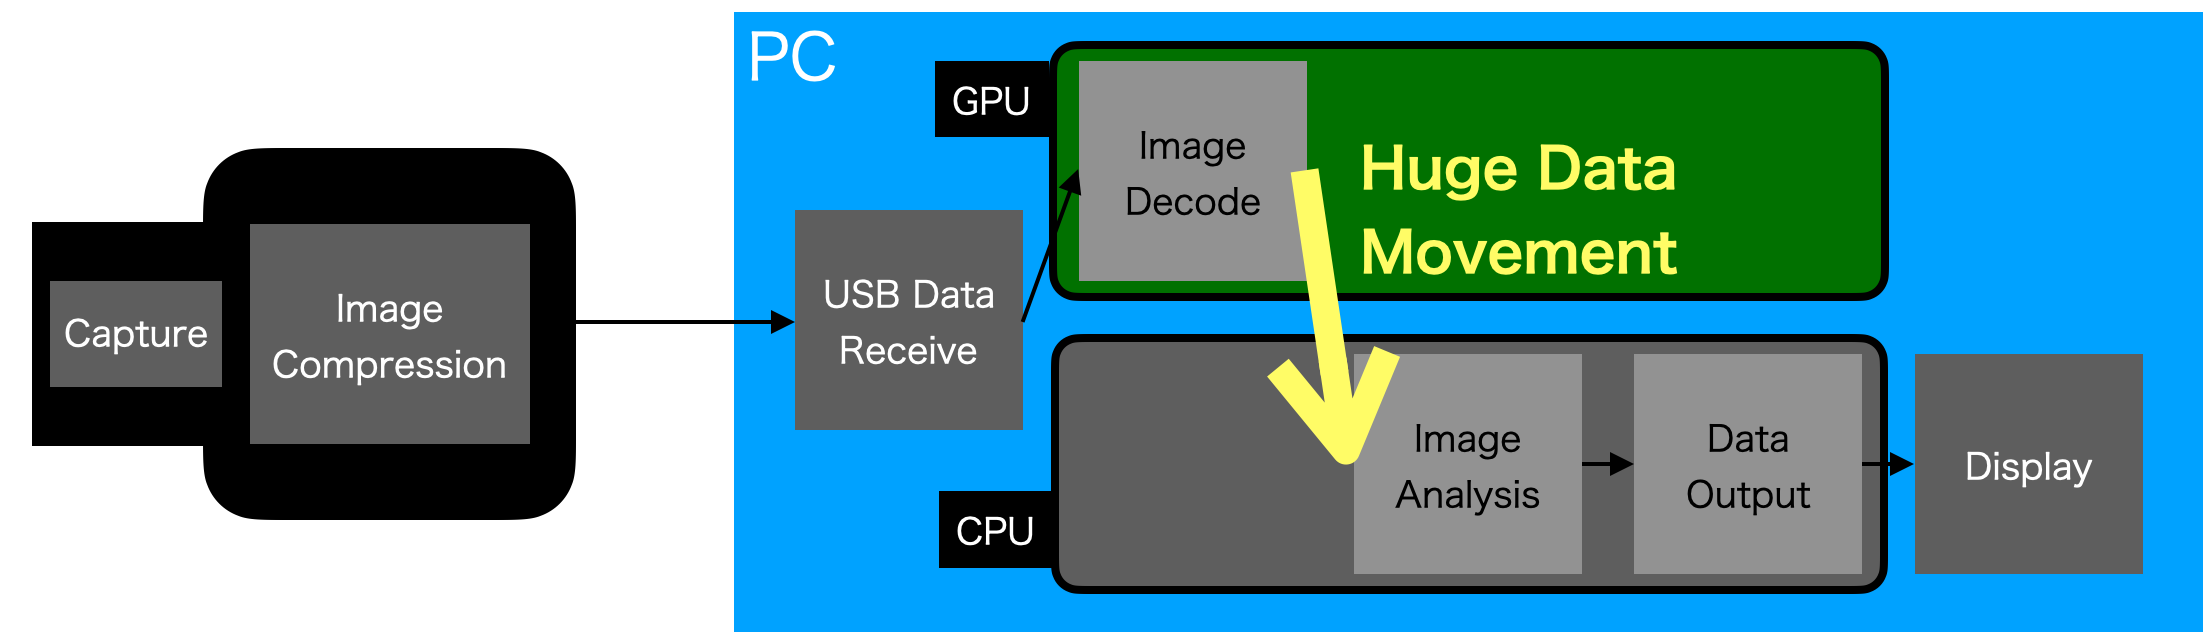 PC
GPU
Image
Decode
Huge Data
Movement
Capture
Image
Compression
USB Data
Receive
CPU
Image
Analysis
Data
Output
Display